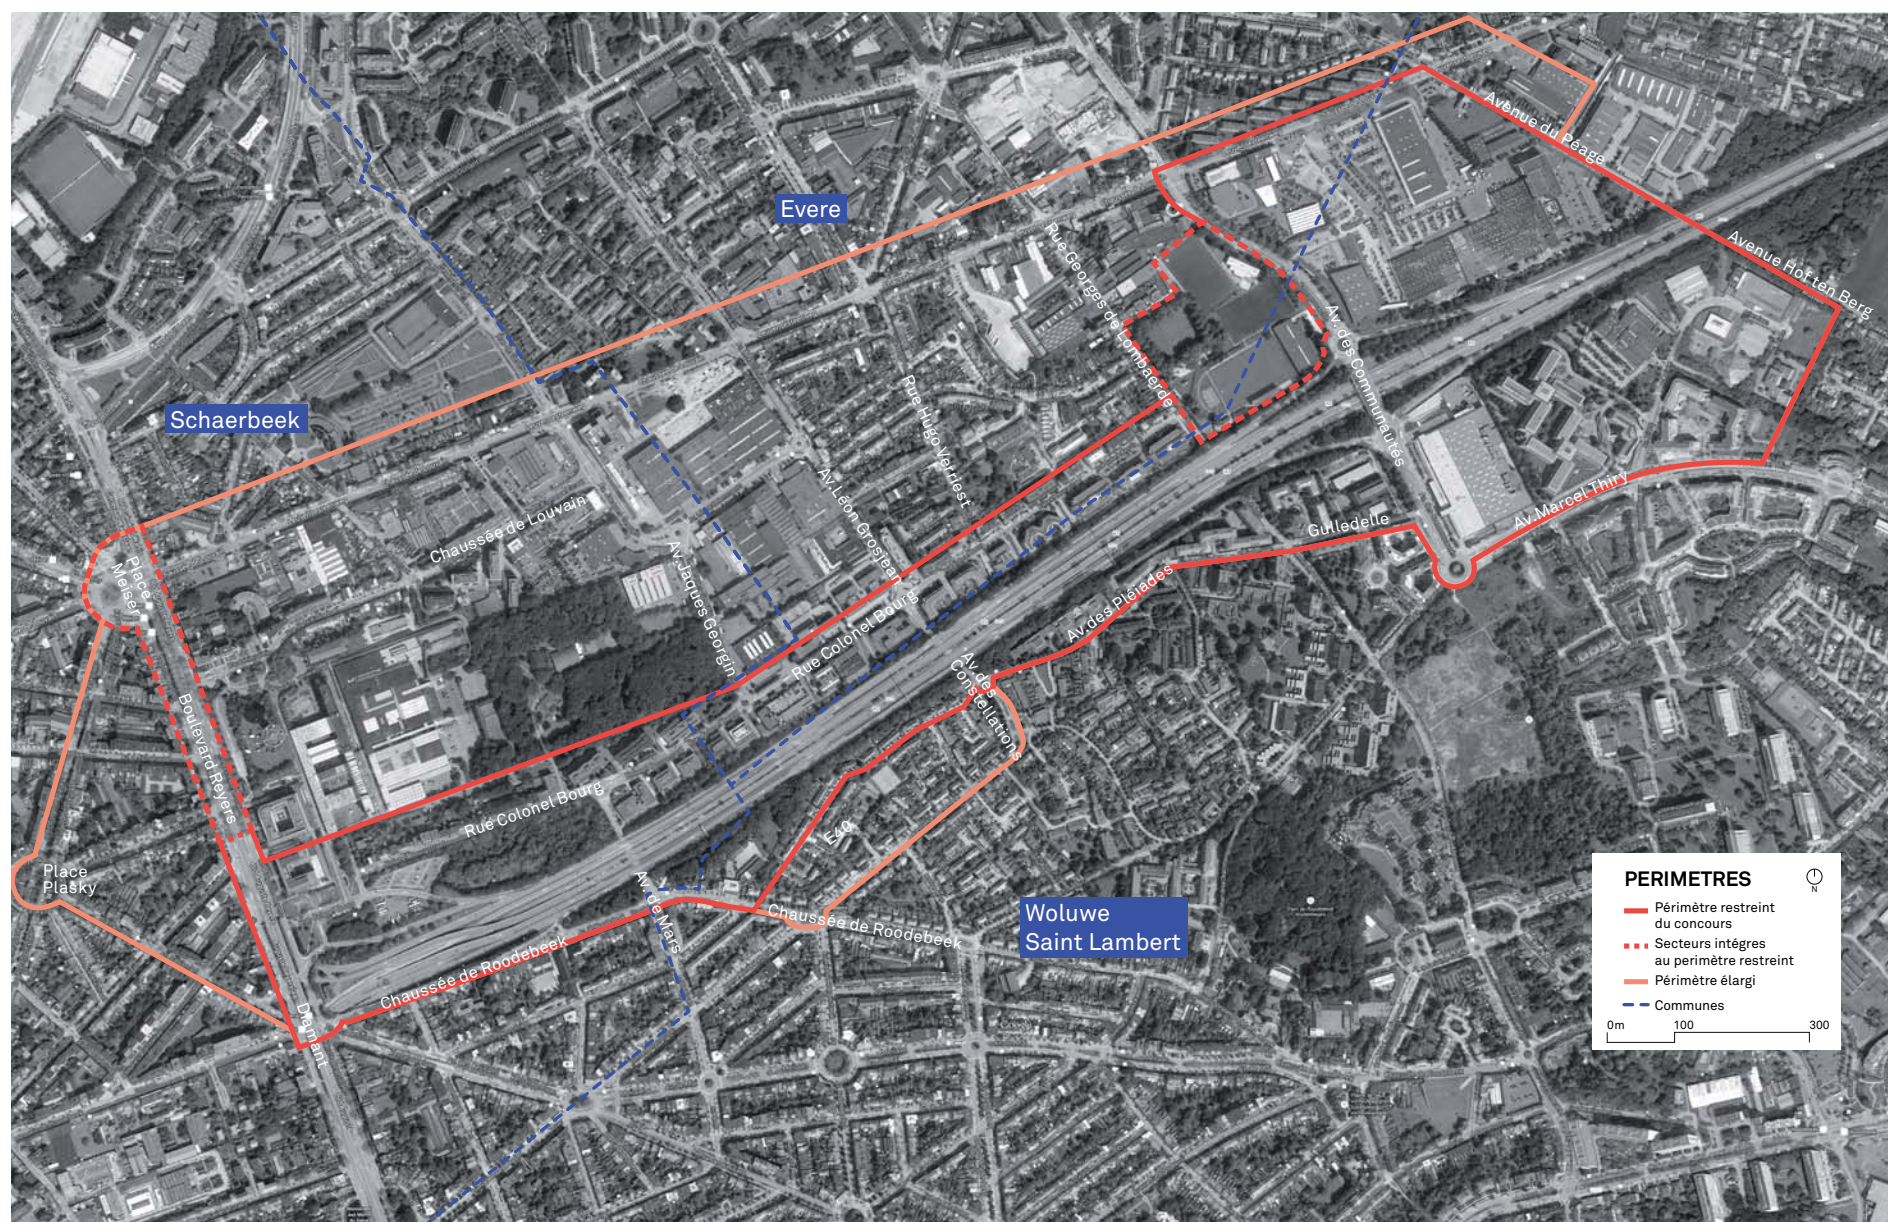 Avenue du Péage
Evere
Avenue Hof ten Berg
Rue Georges de Lombaerde
Av. des Communautés
Schaerbeek
Rue Hugo Verriest
Av. Léon Grosjean
Chaussée de Louvain
Av. Marcel Thiry
Gulledelle
Place
Meiser
Av. Jaques Georgin
Av. des Pléiades
Rue Colonel Bourg
Av. des
Constellations
Boulevard Reyers
Rue Colonel Bourg
E40
Place
Plasky
Av. de Mars
Chaussée de Roodebeek
Woluwe
Saint Lambert
Chaussée de Roodebeek
Diamant
PERIMETRES
N
Périmètre restreint
du concours
Secteurs intégres
au perimètre restreint
Périmètre élargi
Communes
0m 100 300